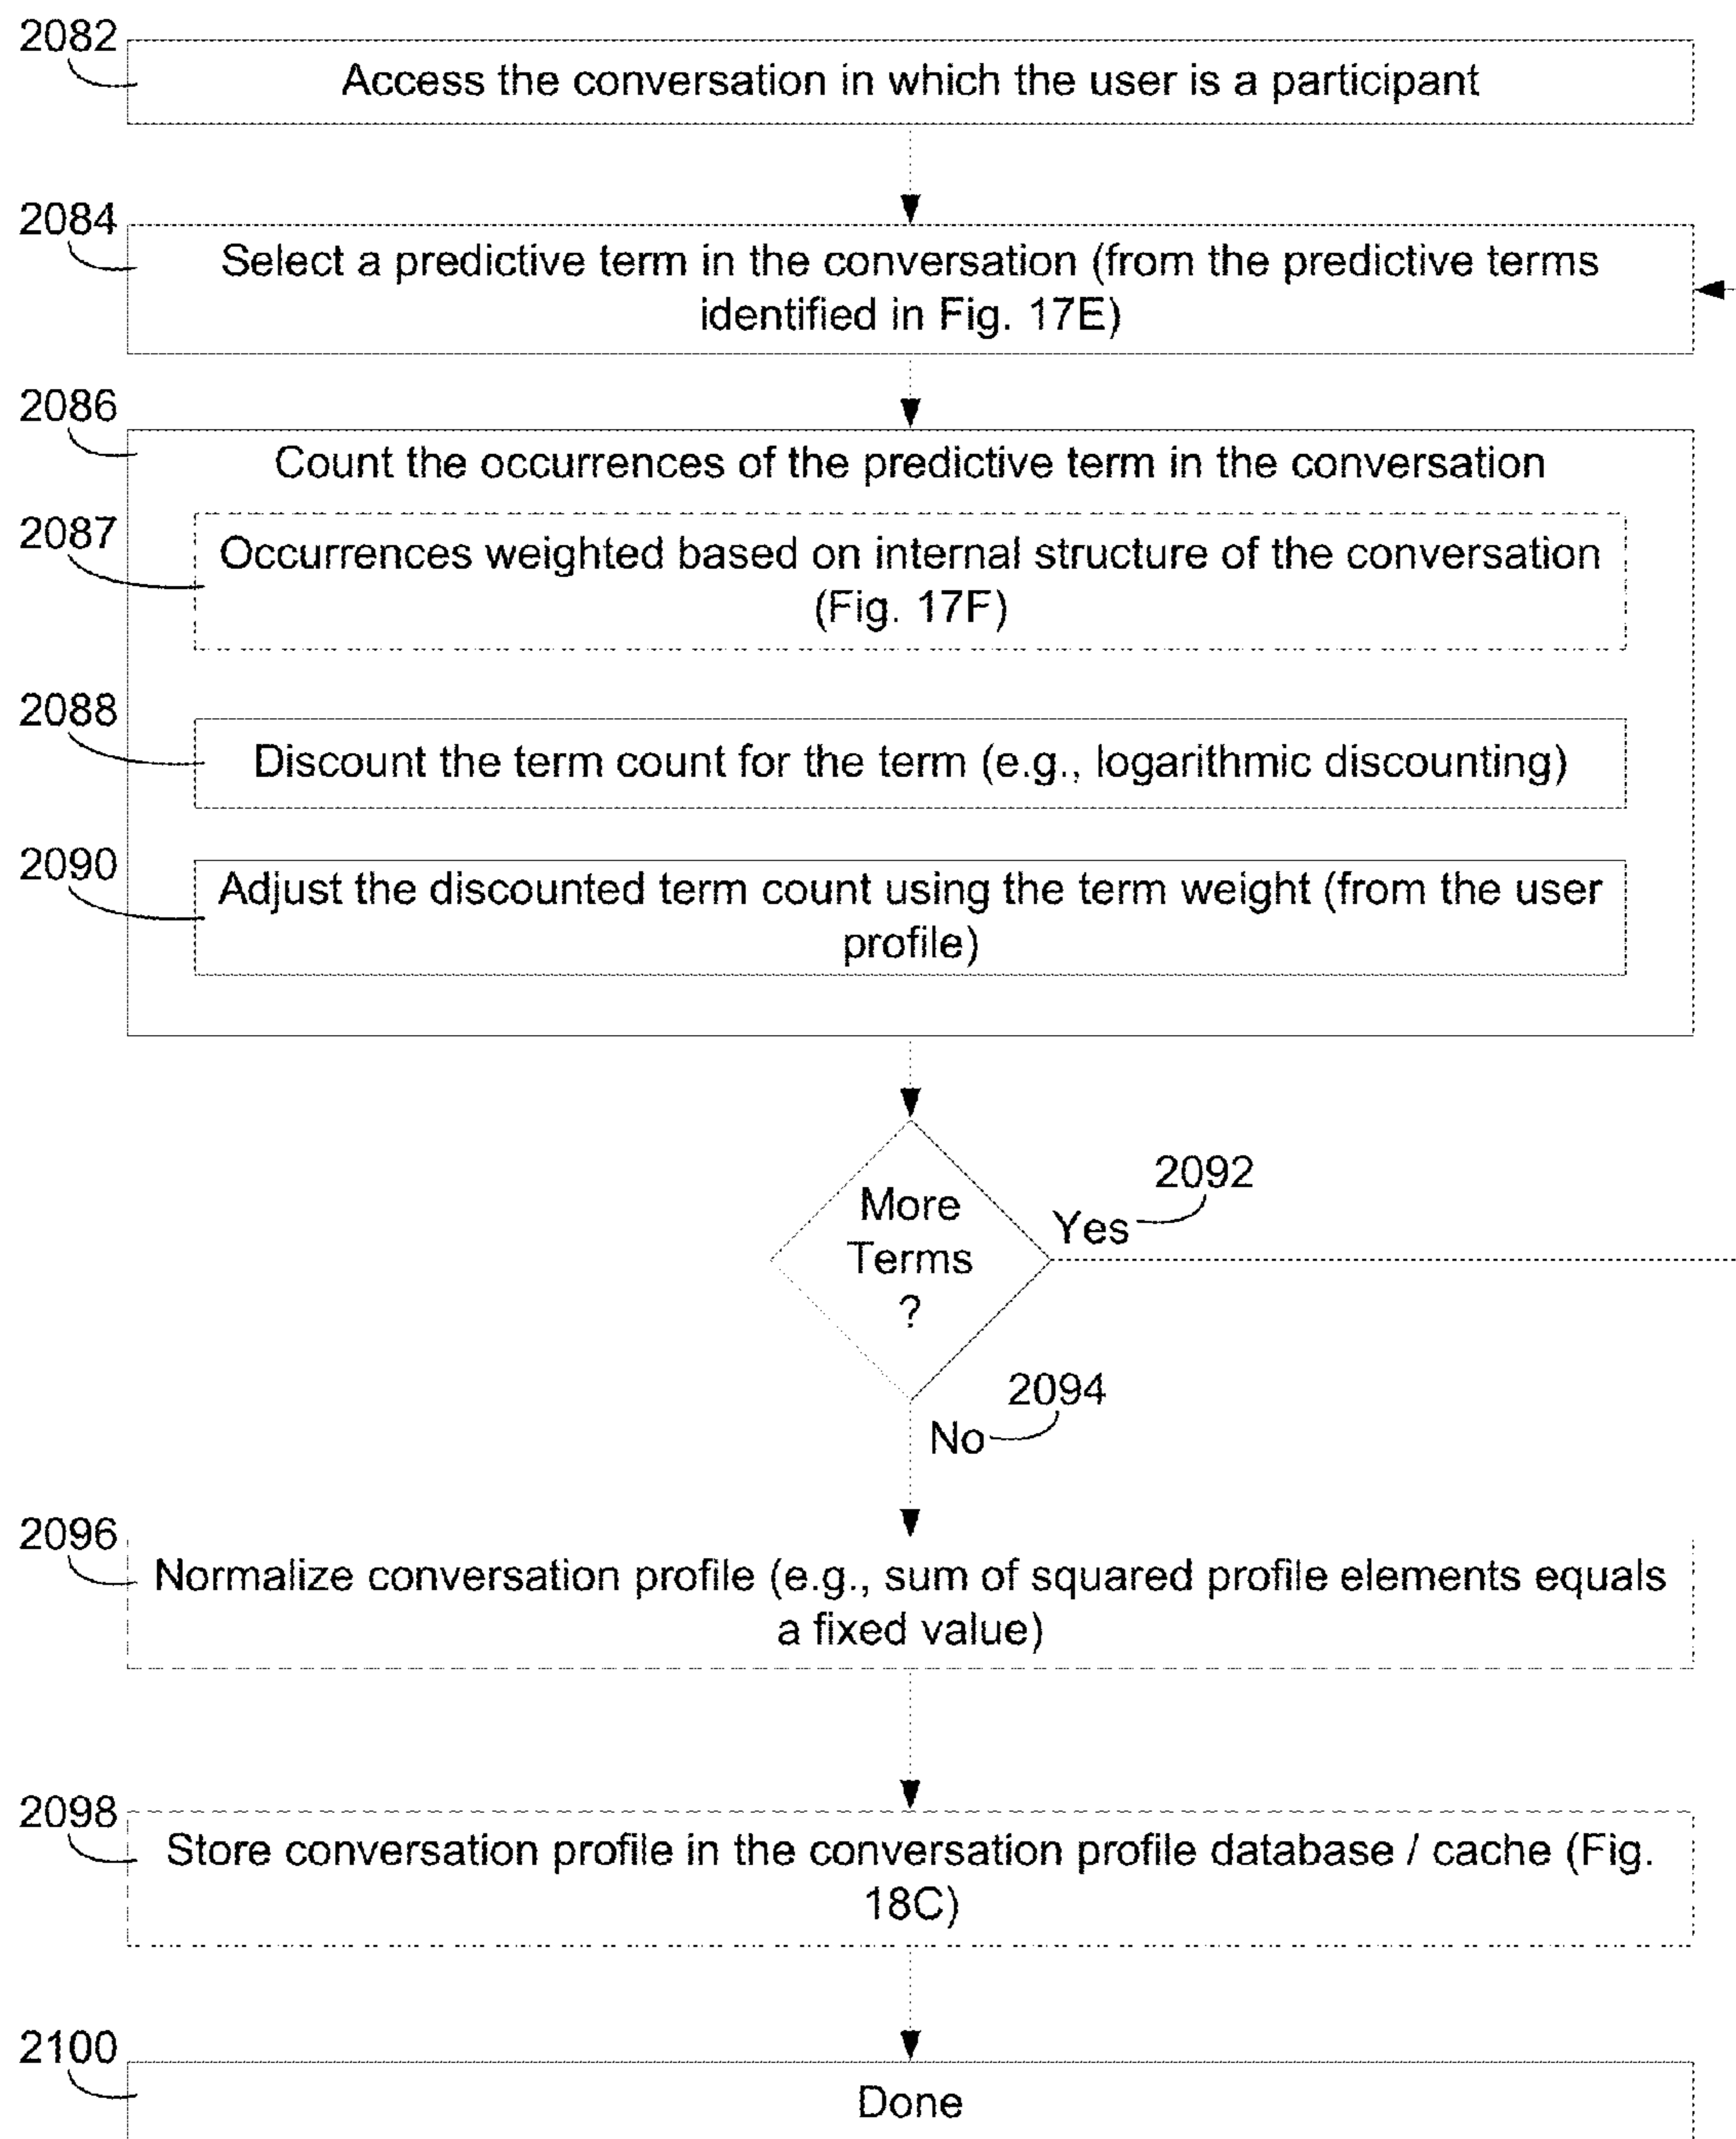 2082
Access the conversation in which the user is a participant
2084
Select a predictive term in the conversation (from the predictive terms
identified in Fig. 17E)
2086
Count the occurrences of the predictive term in the conversation
2087
Occurrences weighted based on internal structure of the conversation
(Fig. 17F)
2088
Discount the term count for the term (e.g., logarithmic discounting)
2090
Adjust the discounted term count using the term weight (from the user
profile)
More
Terms
?
2092
Yes
2094
No
2096
Normalize conversation profile (e.g., sum of squared profile elements equals
a fixed value)
2098
Store conversation profile in the conversation profile database / cache (Fig.
18C)
2100
Done